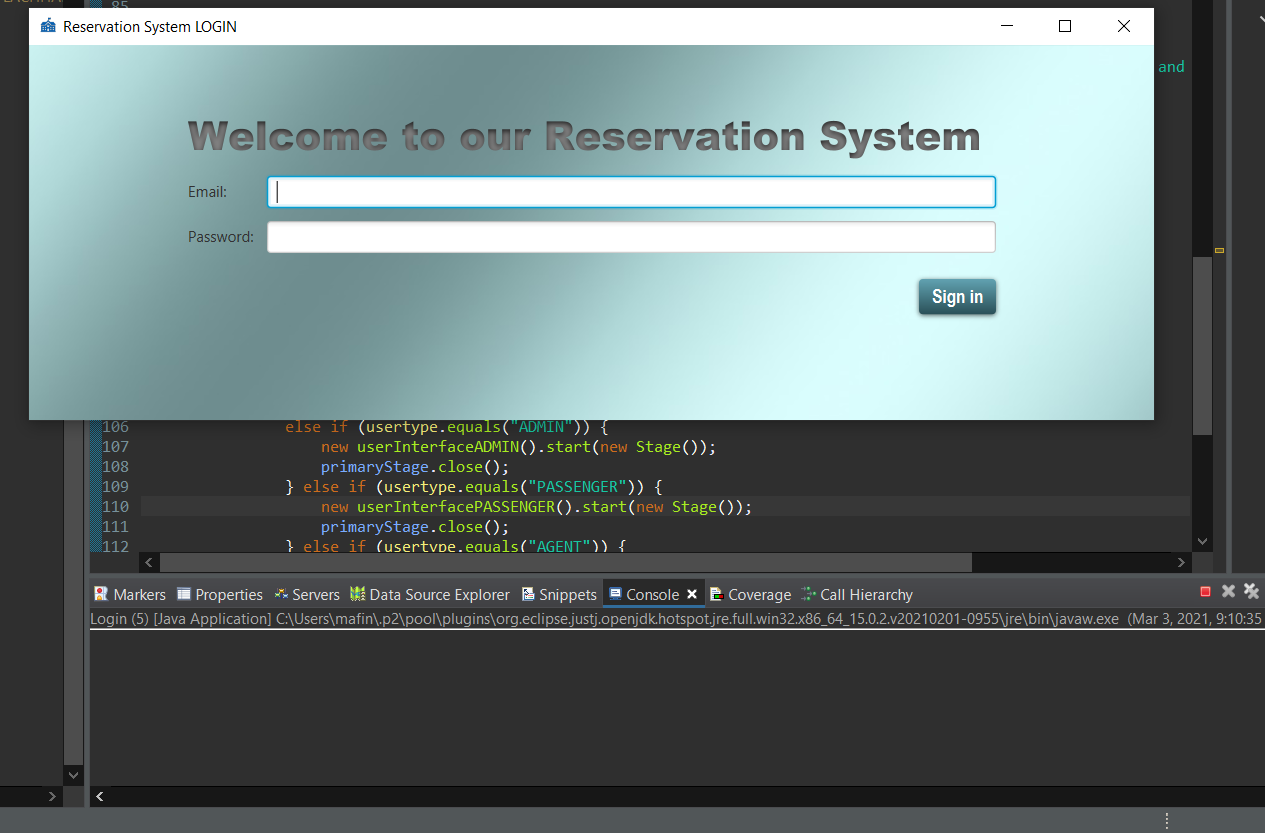 85
Reservation System LOGIN
and
Welcome to our Reservation System
Email:
Password:
Sign in
106 else if (usertype.equals("ADMIN")) {
107 new userInterfaceADMIN().start(new Stage());
108 primaryStage.close();
109 } else if (usertype.equals("PASSENGER")) {
110 new userInterfacePASSENGER().start(new Stage());
111 primaryStage.close();
112 } else if (usertype.equals("AGENT")) {
Markers Properties Servers Data Source Explorer Snippets Console Coverage Call Hierarchy
Login (5) [Java Application] C:\Users\mafin\.p2\pool\plugins\org.eclipse.justj.openjdk.hotspot.jre.full.win32.x86_64_15.0.2.v20210201-0955\jre\bin\javaw.exe (Mar 3, 2021, 9:10:35